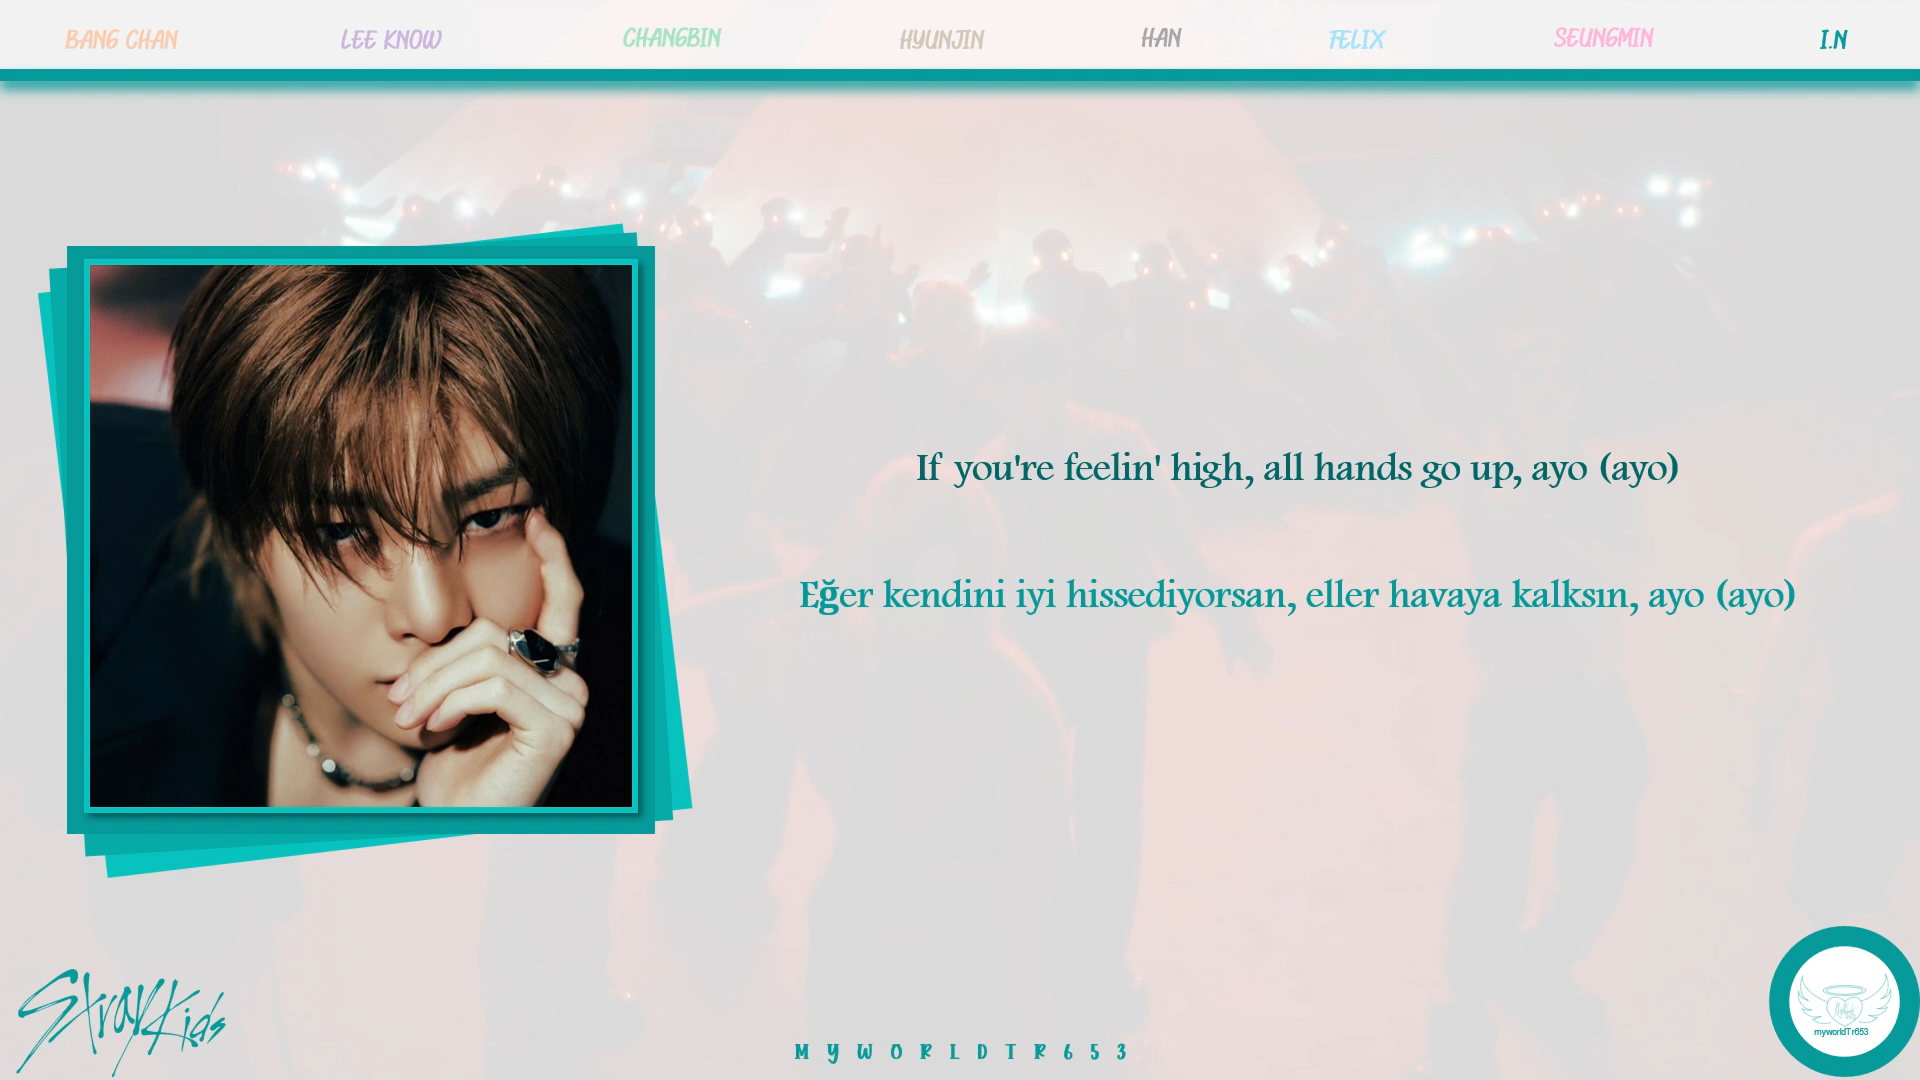 BANG CHAN LEE KNOW CHANGBIN HYUNJIN HAN FELIX SEUNGMIN I.N
If you're feelin' high, all hands go up, ayo (ayo)
Eğer kendini iyi hissediyorsan, eller havaya kalksın, ayo (ayo)
Stray Kids
myworldTr653
MYWORLDTR653